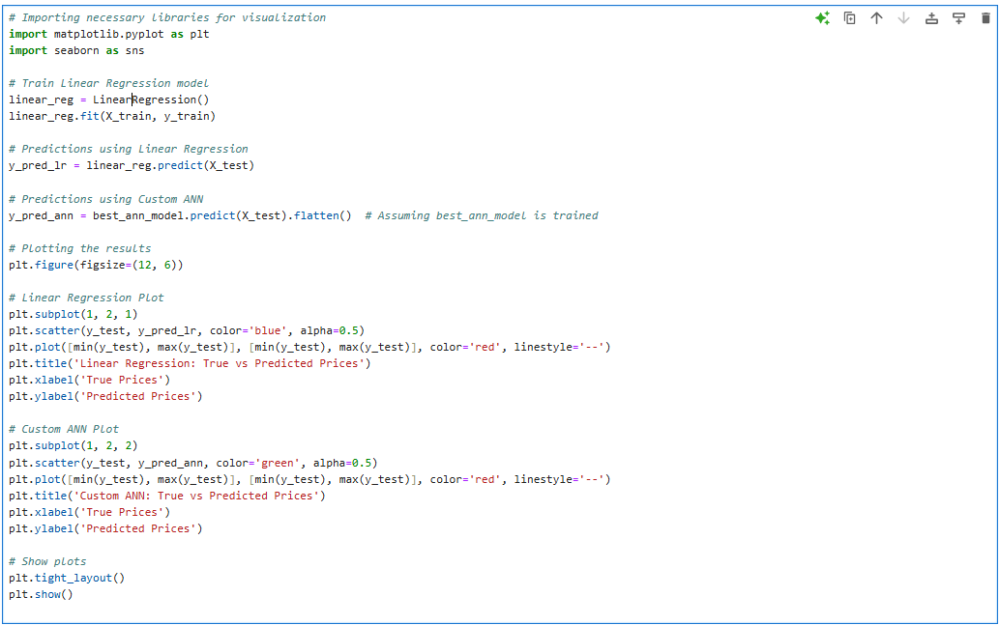 # Importing necessary libraries for visualization
import matplotlib.pyplot as plt
import seaborn as sns
# Train Linear Regression model
linear_reg = LinearRegression()
linear_reg.fit(X_train, y_train)
# Predictions using Linear Regression
y_pred_lr = linear_reg.predict(X_test)
# Predictions using Custom ANN
y_pred_ann = best_ann_model.predict(X_test).flatten()  # Assuming best_ann_model is trained
# Plotting the results
plt.figure(figsize=(12, 6))
# Linear Regression Plot
plt.subplot(1, 2, 1)
plt.scatter(y_test, y_pred_lr, color='blue', alpha=0.5)
plt.plot([min(y_test), max(y_test)], [min(y_test), max(y_test)], color='red', linestyle='--')
plt.title('Linear Regression: True vs Predicted Prices')
plt.xlabel('True Prices')
plt.ylabel('Predicted Prices')
# Custom ANN Plot
plt.subplot(1, 2, 2)
plt.scatter(y_test, y_pred_ann, color='green', alpha=0.5)
plt.plot([min(y_test), max(y_test)], [min(y_test), max(y_test)], color='red', linestyle='--')
plt.title('Custom ANN: True vs Predicted Prices')
plt.xlabel('True Prices')
plt.ylabel('Predicted Prices')
# Show plots
plt.tight_layout()
plt.show()